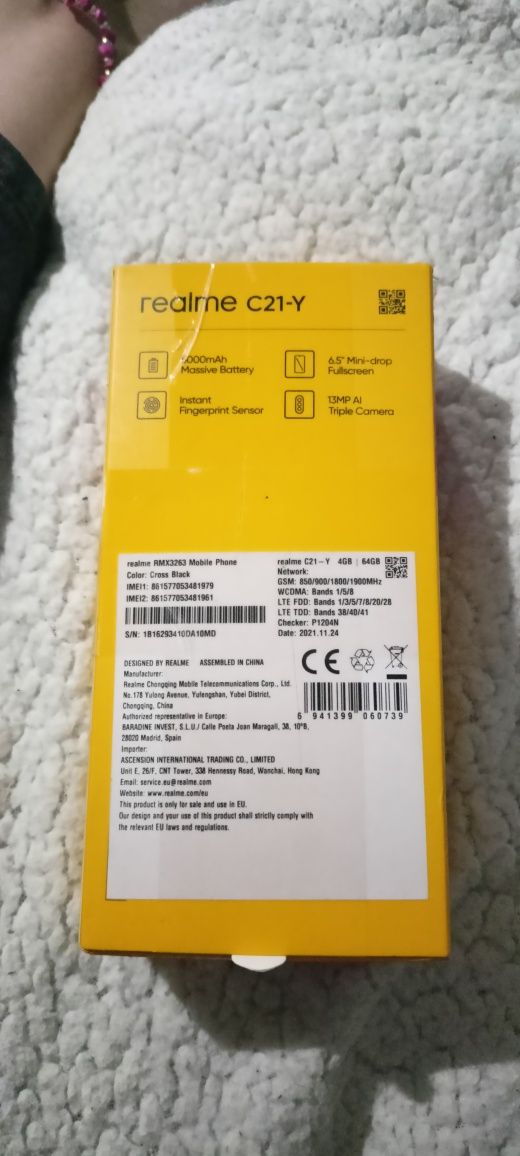 realme C21-Y
5000mAh
Massive Battery
6.5" Mini-drop
Fullscreen
Instant
Fingerprint Sensor
13MP AI
Triple Camera
realme RMX3263 Mobile Phone
Color: Cross Black
IMEI1: 861577053481979
IMEI2: 861577053481961
S/N: 1B16293410DA10MD
realme C21-Y 4GB | 64GB
Network:
GSM: 850/900/1800/1900MHz
WCDMA: Bands 1/5/8
LTE FDD: Bands 1/3/5/7/8/20/28
LTE TDD: Bands 38/40/41
Checker: P1204N
Date: 2021.11.24
CE
DESIGNED BY REALME ASSEMBLED IN CHINA
Manufacturer:
Realme Chongqing Mobile Telecommunications Corp., Ltd.
No.178 Yulong Avenue, Yufengshan, Yubei District,
Chongqing, China
Authorized representative in Europe:
BARADINE INVEST, S.L.U./ Calle Poela Joan Maragall, 38, 10ºB,
28020 Madrid, Spain
6 941399 060739
Importer:
ASCENSION INTERNATIONAL TRADING CO., LIMITED
Unit E, 26/F, CNT Tower, 338 Hennessy Road, Wanchai, Hong Kong
Email: service.eu@realme.com
Website: www.realme.com/eu
This product is only for sale and use in EU.
Our design and your use of this product shall strictly comply with
the relevant EU laws and regulations.